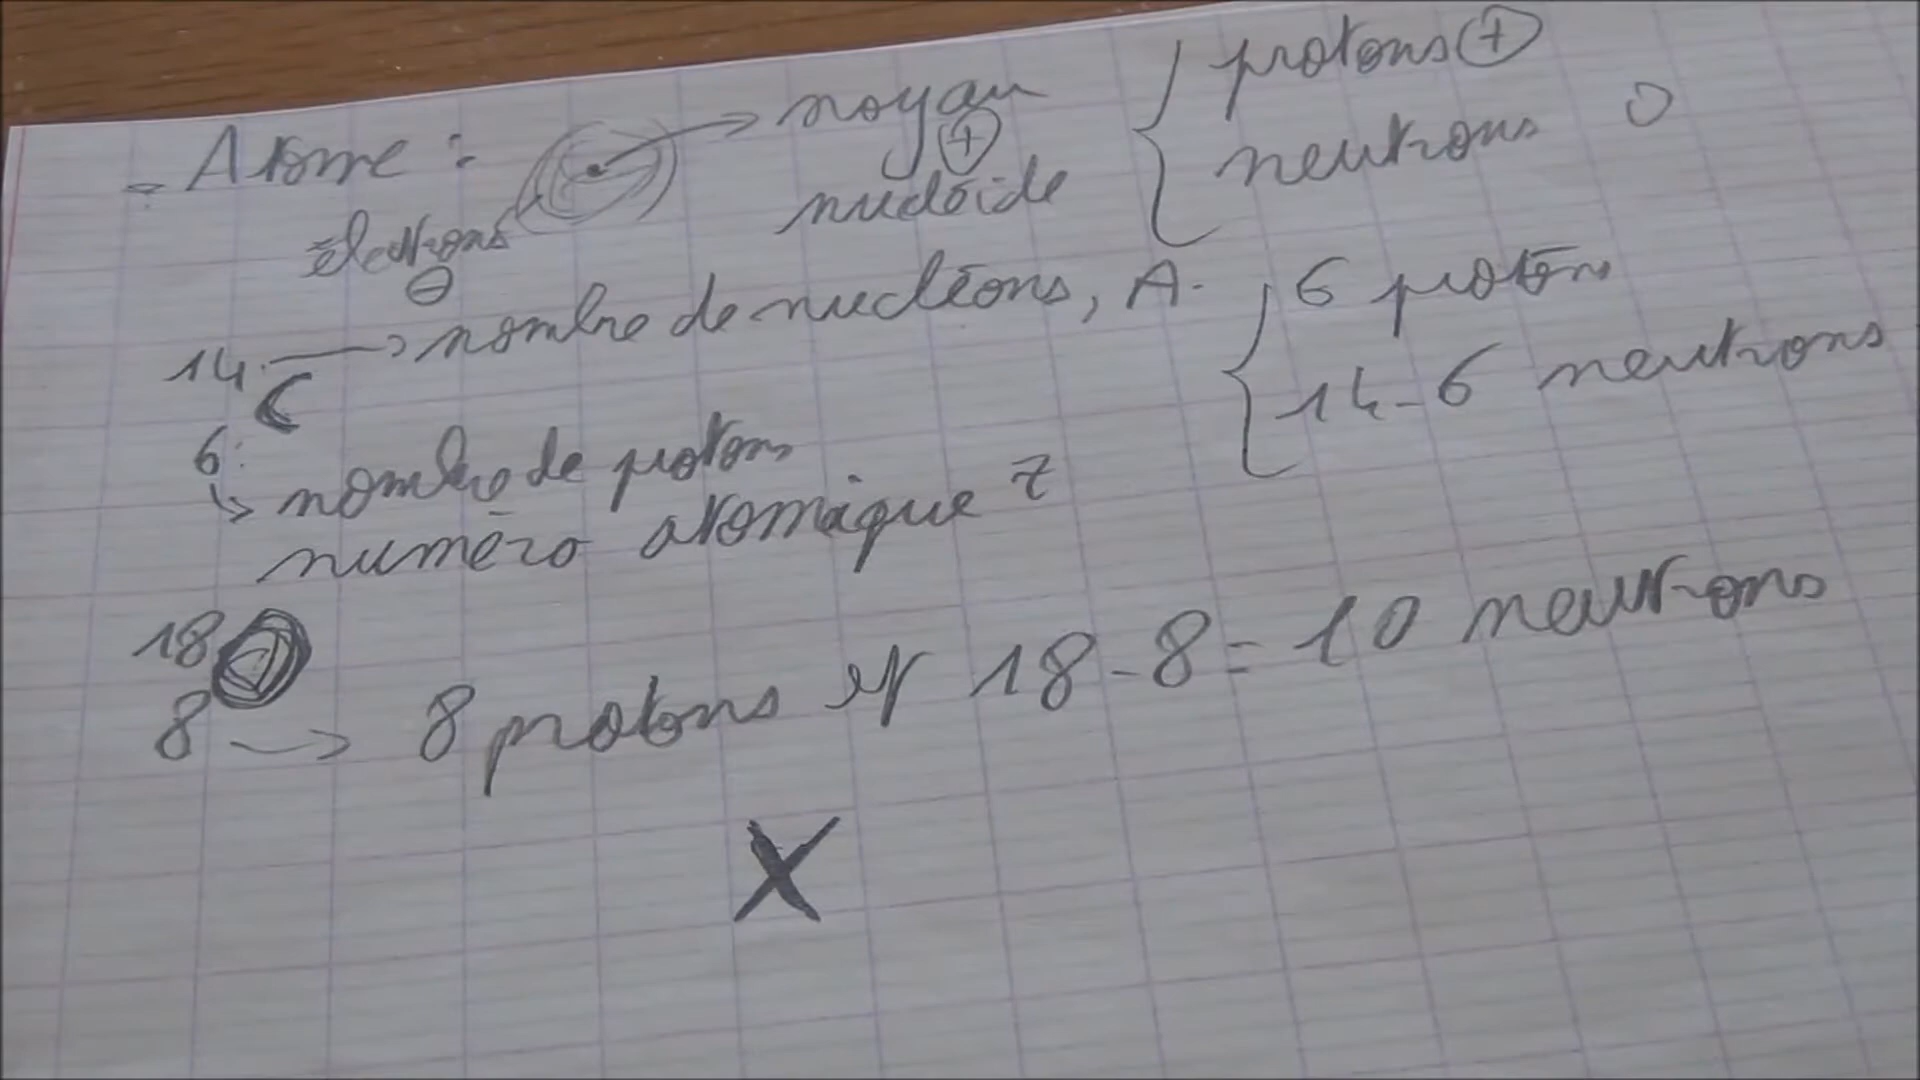 - Atome : → noyau { protons ⊕
⊕ neutrons 0
électrons nucléide
⊖
14 → nombre de nucléons, A. { 6 protons
C 14-6 neutrons
6
↳ nombre de protons
numéro atomique Z
18
O
8 → 8 protons et 18-8 = 10 neutrons
X